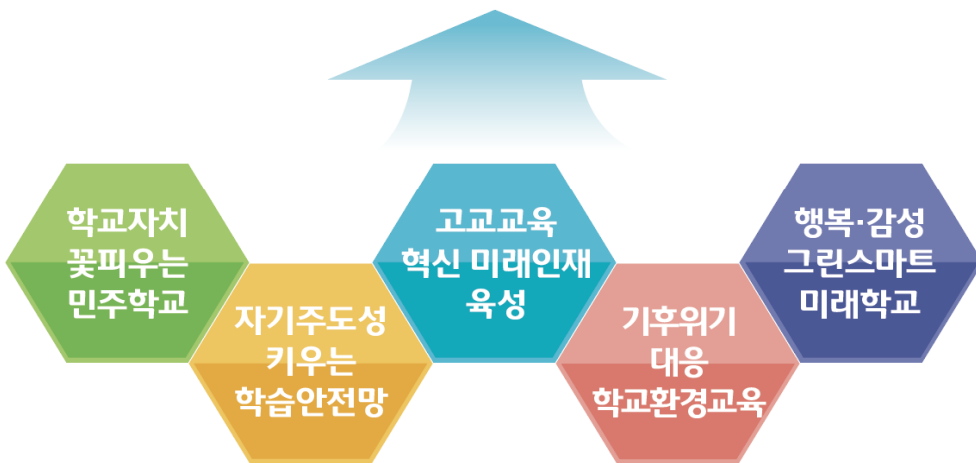 학교자치
꽃피우는
민주학교
자기주도성
키우는
학습안전망
고교교육
혁신 미래인재
육성
기후위기
대응
학교환경교육
행복·감성
그린스마트
미래학교